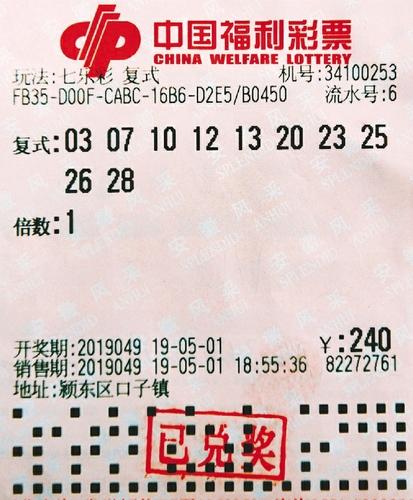 中国福利彩票
CHINA WELFARE LOTTERY
玩法:七乐彩 复式 机号:34100253
FB35-D00F-CABC-16B6-D2E5/B0450 流水号:6
复式: 03 07 10 12 13 20 23 25
26 28
倍数:1
开奖期:2019049 19-05-01 ¥:240
销售期:2019049 19-05-01 18:55:36 82272761
地址:颍东区口子镇
已兑奖